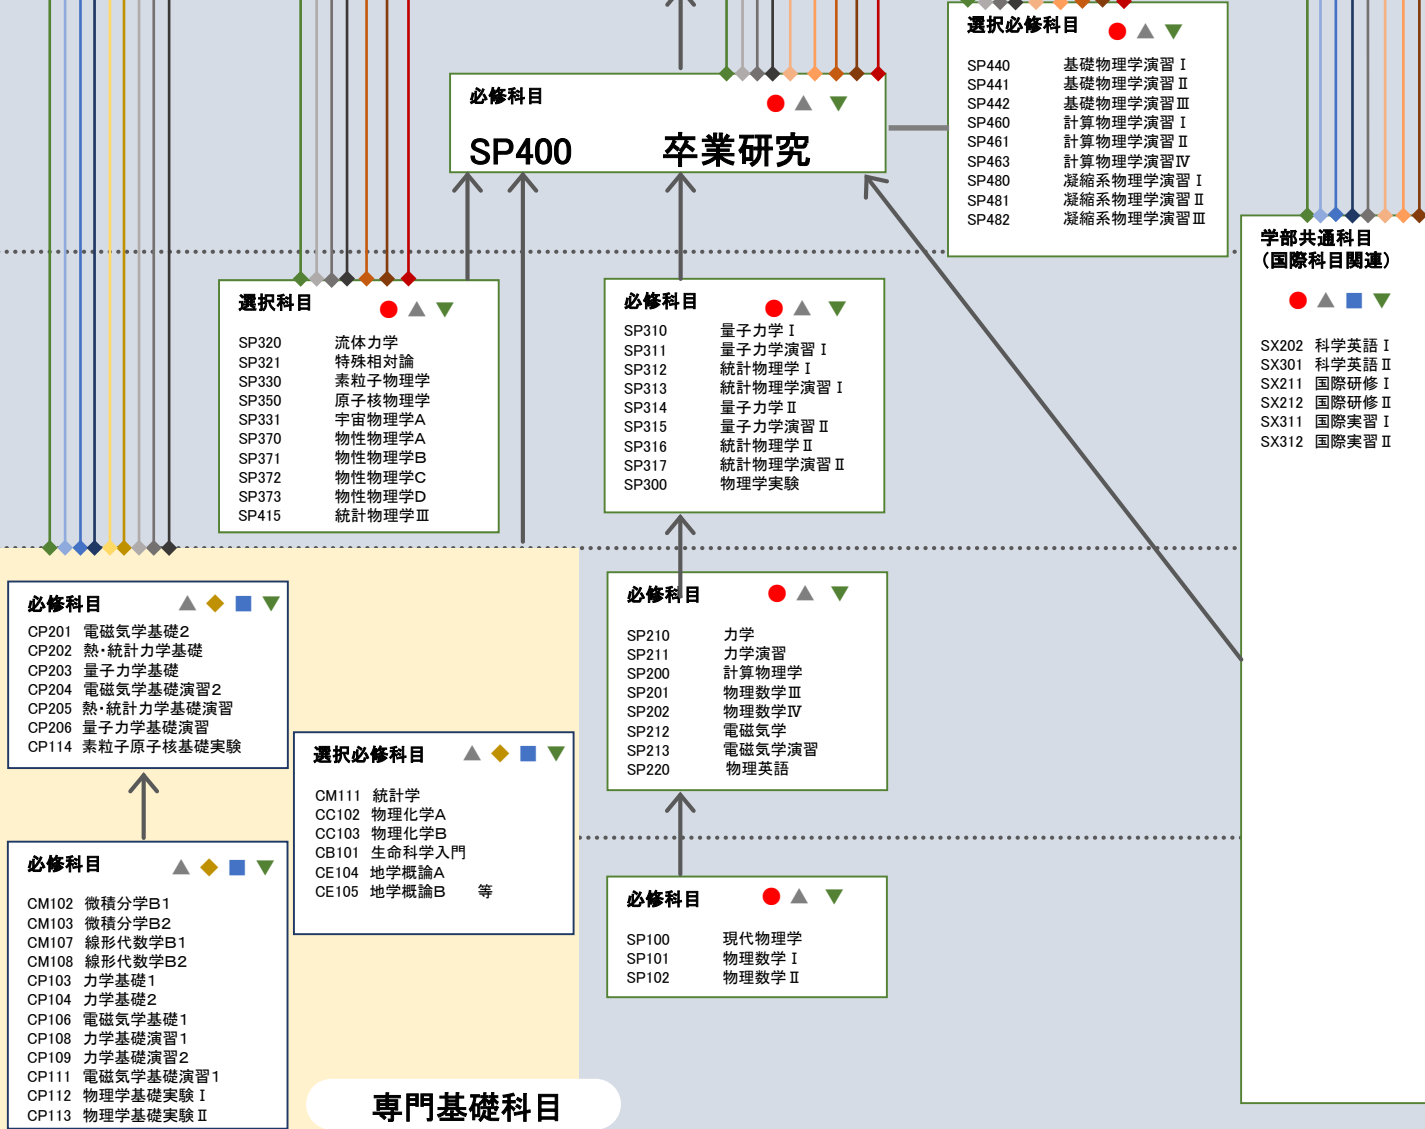 選択必修科目
SP440 基礎物理学演習Ⅰ
SP441 基礎物理学演習Ⅱ
SP442 基礎物理学演習Ⅲ
SP460 計算物理学演習Ⅰ
SP461 計算物理学演習Ⅱ
SP463 計算物理学演習Ⅳ
SP480 凝縮系物理学演習Ⅰ
SP481 凝縮系物理学演習Ⅱ
SP482 凝縮系物理学演習Ⅲ
必修科目
SP400 卒業研究
学部共通科目
（国際科目関連）
SX202 科学英語Ⅰ
SX301 科学英語Ⅱ
SX211 国際研修Ⅰ
SX212 国際研修Ⅱ
SX311 国際実習Ⅰ
SX312 国際実習Ⅱ
選択科目
SP320 流体力学
SP321 特殊相対論
SP330 素粒子物理学
SP350 原子核物理学
SP331 宇宙物理学A
SP370 物性物理学A
SP371 物性物理学B
SP372 物性物理学C
SP373 物性物理学D
SP415 統計物理学Ⅲ
必修科目
SP310 量子力学Ⅰ
SP311 量子力学演習Ⅰ
SP312 統計物理学Ⅰ
SP313 統計物理学演習Ⅰ
SP314 量子力学Ⅱ
SP315 量子力学演習Ⅱ
SP316 統計物理学Ⅱ
SP317 統計物理学演習Ⅱ
SP300 物理学実験
必修科目
CP201 電磁気学基礎2
CP202 熱・統計力学基礎
CP203 量子力学基礎
CP204 電磁気学基礎演習2
CP205 熱・統計力学基礎演習
CP206 量子力学基礎演習
CP114 素粒子原子核基礎実験
必修科目
SP210 力学
SP211 力学演習
SP200 計算物理学
SP201 物理数学Ⅲ
SP202 物理数学Ⅳ
SP212 電磁気学
SP213 電磁気学演習
SP220 物理英語
選択必修科目
CM111 統計学
CC102 物理化学A
CC103 物理化学B
CB101 生命科学入門
CE104 地学概論A
CE105 地学概論B 等
必修科目
CM102 微積分学B1
CM103 微積分学B2
CM107 線形代数学B1
CM108 線形代数学B2
CP103 力学基礎1
CP104 力学基礎2
CP106 電磁気学基礎1
CP108 力学基礎演習1
CP109 力学基礎演習2
CP111 電磁気学基礎演習1
CP112 物理学基礎実験Ⅰ
CP113 物理学基礎実験Ⅱ
必修科目
SP100 現代物理学
SP101 物理数学Ⅰ
SP102 物理数学Ⅱ
専門基礎科目